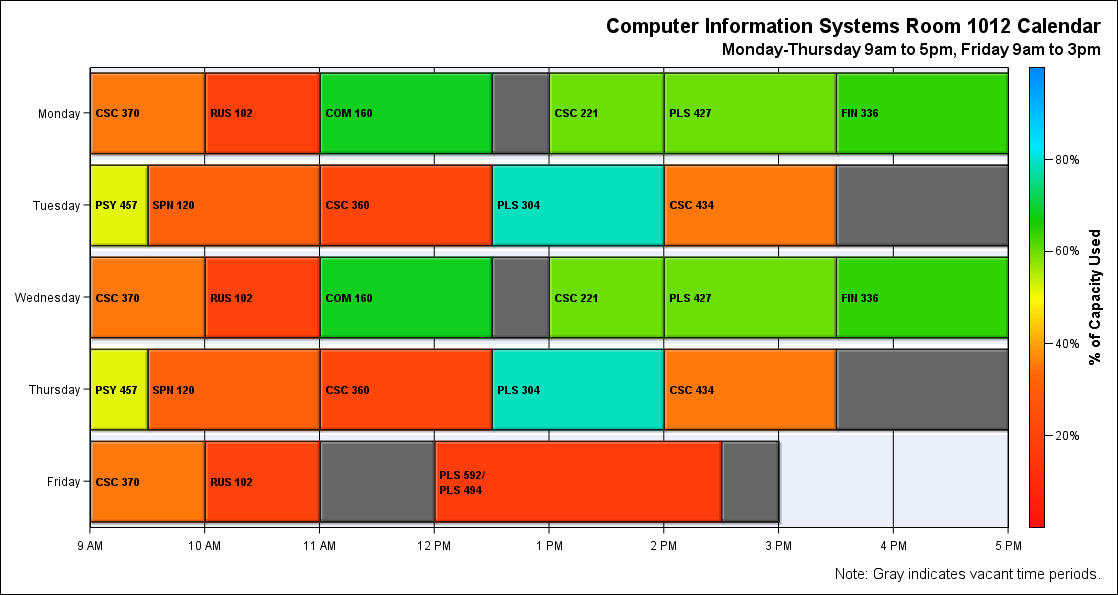 Computer Information Systems Room 1012 Calendar
Monday-Thursday 9am to 5pm, Friday 9am to 3pm
Monday
CSC 370
RUS 102
COM 160
CSC 221
PLS 427
FIN 336
Tuesday
PSY 457
SPN 120
CSC 360
PLS 304
CSC 434
Wednesday
CSC 370
RUS 102
COM 160
CSC 221
PLS 427
FIN 336
Thursday
PSY 457
SPN 120
CSC 360
PLS 304
CSC 434
Friday
CSC 370
RUS 102
PLS 592/
PLS 494
9 AM
10 AM
11 AM
12 PM
1 PM
2 PM
3 PM
4 PM
5 PM
80%
60%
40%
20%
% of Capacity Used
Note: Gray indicates vacant time periods.